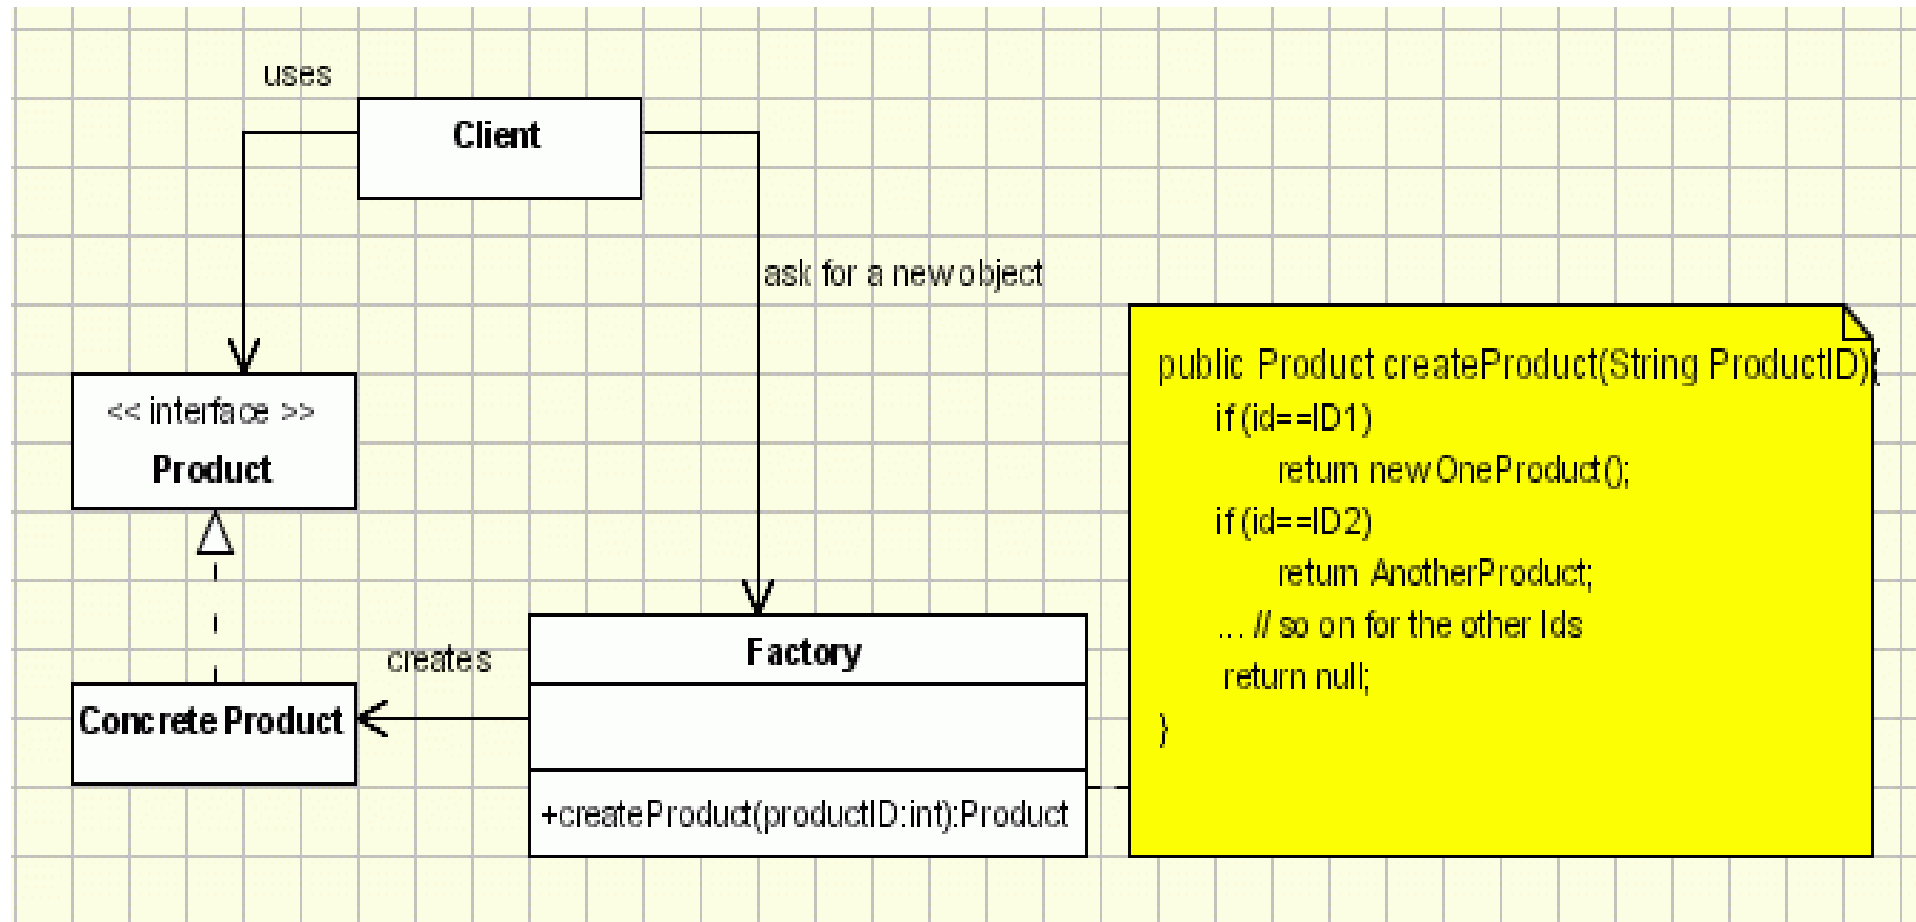 uses
Client
ask for a new object
<< interface >>
Product
creates
Concrete Product
Factory
+createProduct(productID:int):Product
public Product createProduct(String ProductID){
if(id==ID1)
return new OneProduct();
if(id==ID2)
return AnotherProduct;
... // so on for the other Ids
return null;
}